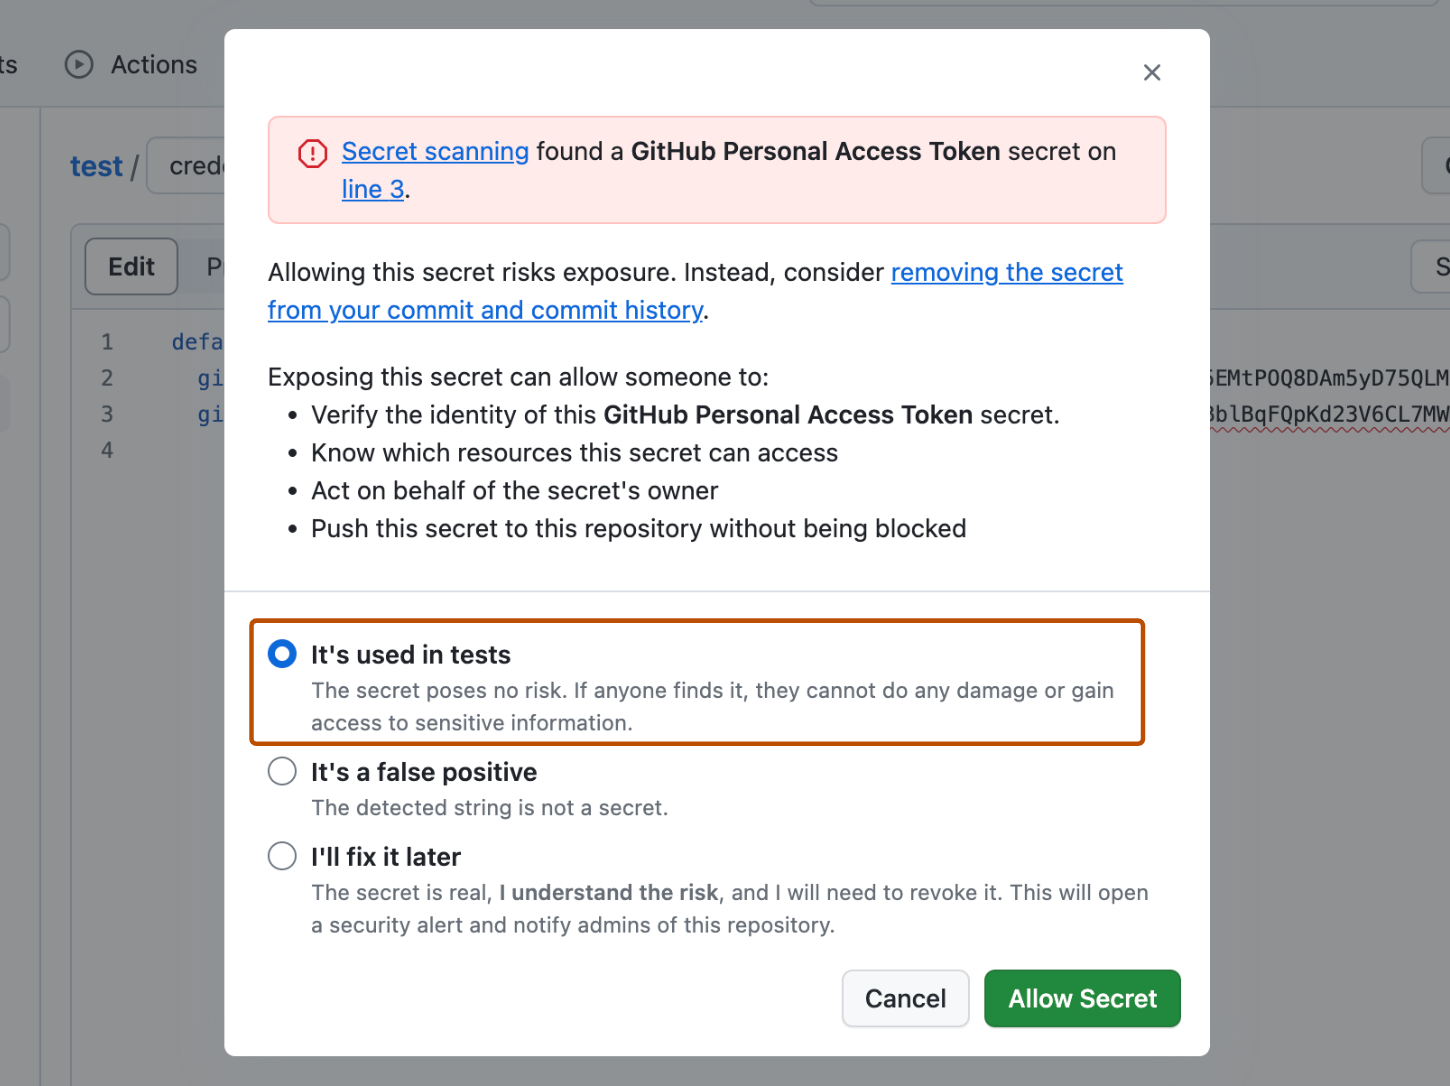 ts Actions
Secret scanning found a GitHub Personal Access Token secret on
line 3.
test / crede
Edit
Allowing this secret risks exposure. Instead, consider removing the secret
from your commit and commit history.
1 defa
2 gi EMtPOQ8DAm5yD75QLM
3 gi blBqFQpKd23V6CL7MW
4
Exposing this secret can allow someone to:
• Verify the identity of this GitHub Personal Access Token secret.
• Know which resources this secret can access
• Act on behalf of the secret's owner
• Push this secret to this repository without being blocked
It's used in tests
The secret poses no risk. If anyone finds it, they cannot do any damage or gain
access to sensitive information.
It's a false positive
The detected string is not a secret.
I'll fix it later
The secret is real, I understand the risk, and I will need to revoke it. This will open
a security alert and notify admins of this repository.
Cancel Allow Secret